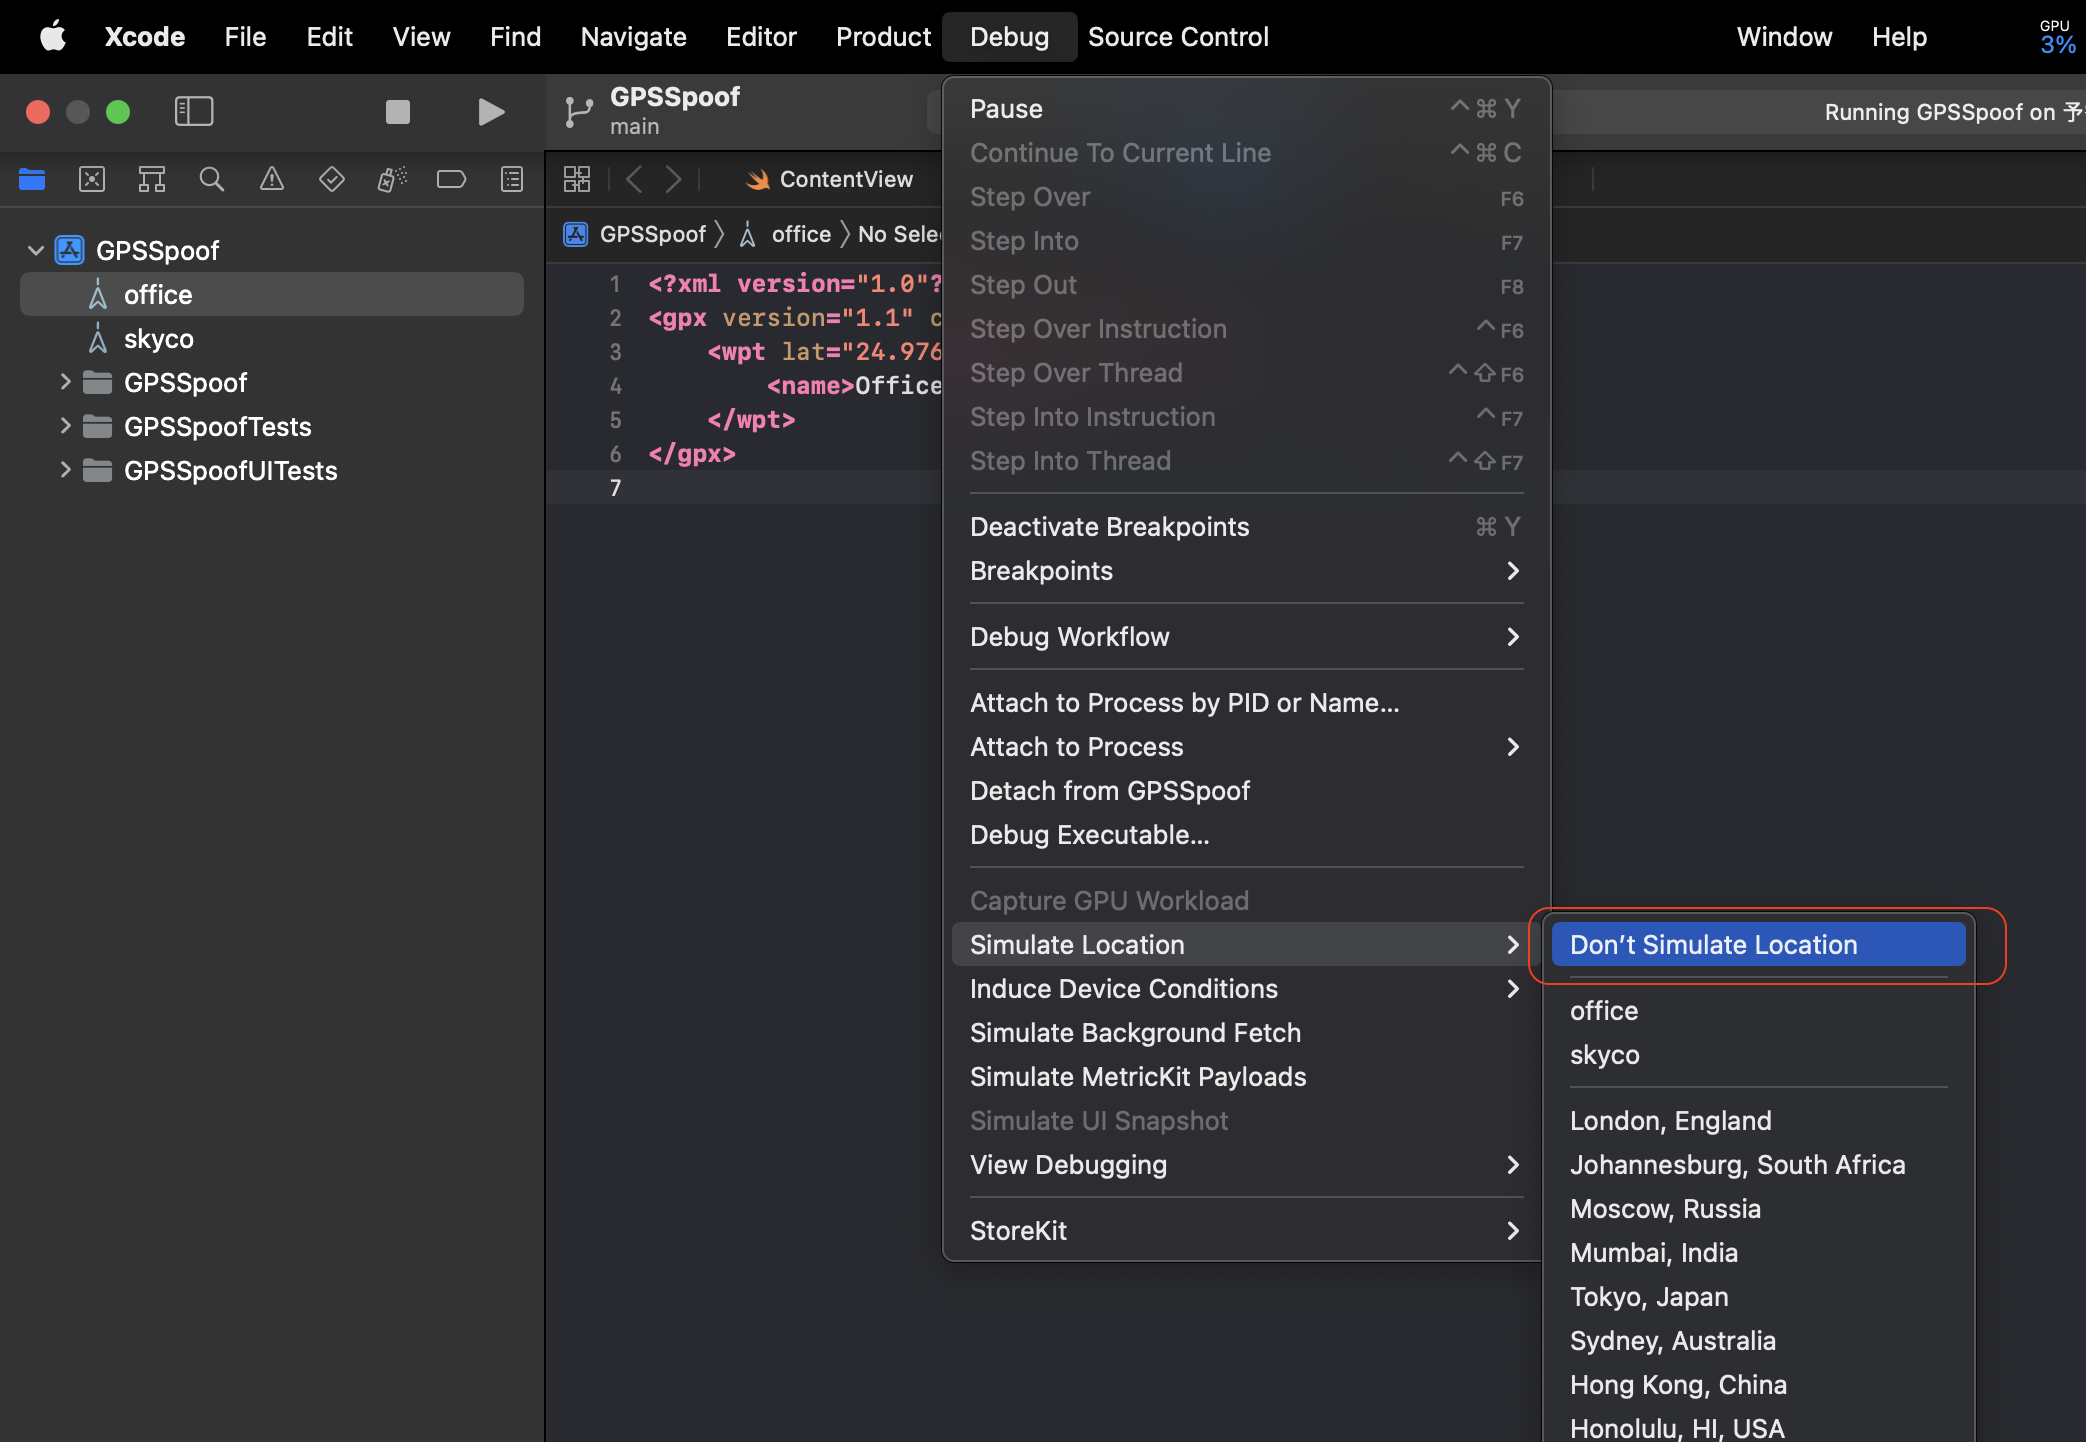 Xcode File Edit View Find Navigate Editor Product Debug Source Control Window Help GPU
3%
GPSSpoof
main
Running GPSSpoof on 予
ContentView
GPSSpoof office No Sele
GPSSpoof
office
skyco
GPSSpoof
GPSSpoofTests
GPSSpoofUITests
1 <?xml version="1.0"?
2 <gpx version="1.1" c
3 <wpt lat="24.976
4 <name>Office
5 </wpt>
6 </gpx>
7
Pause ^⌘Y
Continue To Current Line ^⌘C
Step Over F6
Step Into F7
Step Out F8
Step Over Instruction ^F6
Step Over Thread ^⇧F6
Step Into Instruction ^F7
Step Into Thread ^⇧F7
Deactivate Breakpoints ⌘Y
Breakpoints
Debug Workflow
Attach to Process by PID or Name...
Attach to Process
Detach from GPSSpoof
Debug Executable...
Capture GPU Workload
Simulate Location
Induce Device Conditions
Simulate Background Fetch
Simulate MetricKit Payloads
Simulate UI Snapshot
View Debugging
StoreKit
Don't Simulate Location
office
skyco
London, England
Johannesburg, South Africa
Moscow, Russia
Mumbai, India
Tokyo, Japan
Sydney, Australia
Hong Kong, China
Honolulu, HI, USA